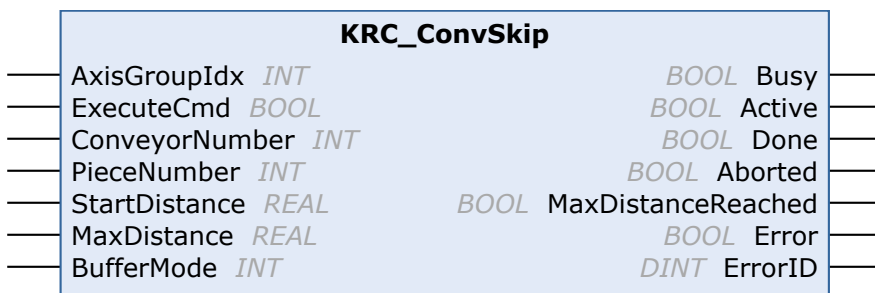 KRC_ConvSkip
AxisGroupIdx INT BOOL Busy
ExecuteCmd BOOL BOOL Active
ConveyorNumber INT BOOL Done
PieceNumber INT BOOL Aborted
StartDistance REAL BOOL MaxDistanceReached
MaxDistance REAL BOOL Error
BufferMode INT DINT ErrorID